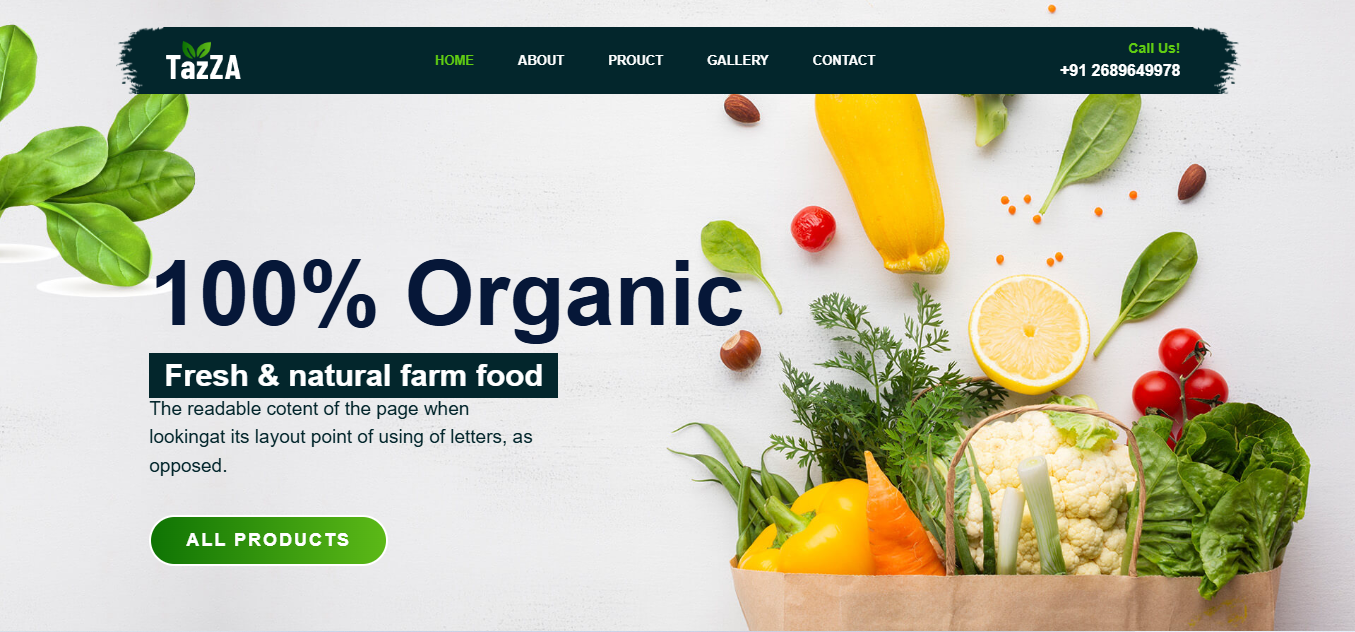 TazZA
HOME ABOUT PROUCT GALLERY CONTACT
Call Us!
+91 2689649978
100% Organic
Fresh & natural farm food
The readable cotent of the page when
lookingat its layout point of using of letters, as
opposed.
ALL PRODUCTS